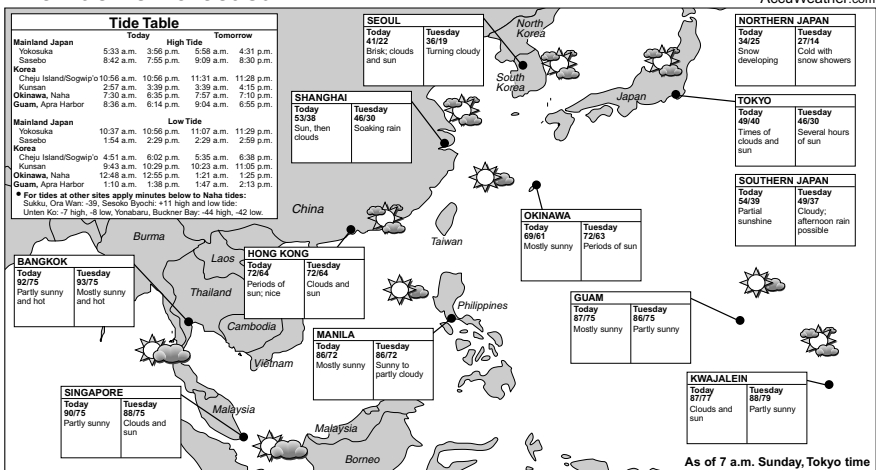 AccuWeather.com
Tide Table
Today Tomorrow
Mainland Japan High Tide
Yokosuka 5:33 a.m. 3:56 p.m. 5:58 a.m. 4:31 p.m.
Sasebo 8:42 a.m. 7:55 p.m. 9:09 a.m. 8:30 p.m.
Korea
Cheju Island/Sogwip'o 10:56 a.m. 10:56 p.m. 11:31 a.m. 11:28 p.m.
Kunsan 2:57 a.m. 3:39 p.m. 3:39 a.m. 4:15 p.m.
Okinawa, Naha 7:30 a.m. 6:35 p.m. 7:57 a.m. 7:10 p.m.
Guam, Apra Harbor 8:36 a.m. 6:14 p.m. 9:04 a.m. 6:55 p.m.
Mainland Japan Low Tide
Yokosuka 10:37 a.m. 10:56 p.m. 11:07 a.m. 11:29 p.m.
Sasebo 1:54 a.m. 2:29 p.m. 2:29 a.m. 2:59 p.m.
Korea
Cheju Island/Sogwip'o 4:51 a.m. 6:02 p.m. 5:35 a.m. 6:38 p.m.
Kunsan 9:43 a.m. 10:29 p.m. 10:23 a.m. 11:05 p.m.
Okinawa, Naha 12:48 a.m. 12:55 p.m. 1:21 a.m. 1:25 p.m.
Guam, Apra Harbor 1:10 a.m. 1:38 p.m. 1:47 a.m. 2:13 p.m.
• For tides at other sites apply minutes below to Naha tides:
Sukku, Ora Wan: -39, Sesoko Byochi: +11 high and low tide:
Unten Ko: -7 high, -8 low, Yonabaru, Buckner Bay: -44 high, -42 low.
SEOUL
Today Tuesday
41/22 36/19
Brisk; clouds Turning cloudy
and sun
North
Korea
South
Korea
Japan
NORTHERN JAPAN
Today Tuesday
34/25 27/14
Snow Cold with
developing snow showers
SHANGHAI
Today Tuesday
53/38 46/30
Sun, then Soaking rain
clouds
TOKYO
Today Tuesday
49/40 46/30
Times of Several hours
clouds and of sun
sun
SOUTHERN JAPAN
Today Tuesday
54/39 49/37
Partial Cloudy;
sunshine afternoon rain
possible
China
Taiwan
OKINAWA
Today Tuesday
69/61 72/63
Mostly sunny Periods of sun
Burma
Laos
Thailand
Cambodia
Vietnam
HONG KONG
Today Tuesday
72/64 72/64
Periods of Clouds and
sun; nice sun
BANGKOK
Today Tuesday
92/75 93/75
Partly sunny Mostly sunny
and hot and hot
Philippines
GUAM
Today Tuesday
87/75 86/75
Mostly sunny Partly sunny
MANILA
Today Tuesday
86/72 86/72
Mostly sunny Sunny to
partly cloudy
KWAJALEIN
Today Tuesday
87/77 88/79
Clouds and Partly sunny
sun
SINGAPORE
Today Tuesday
90/75 88/75
Partly sunny Clouds and
sun
Malaysia
Malaysia
Borneo
As of 7 a.m. Sunday, Tokyo time